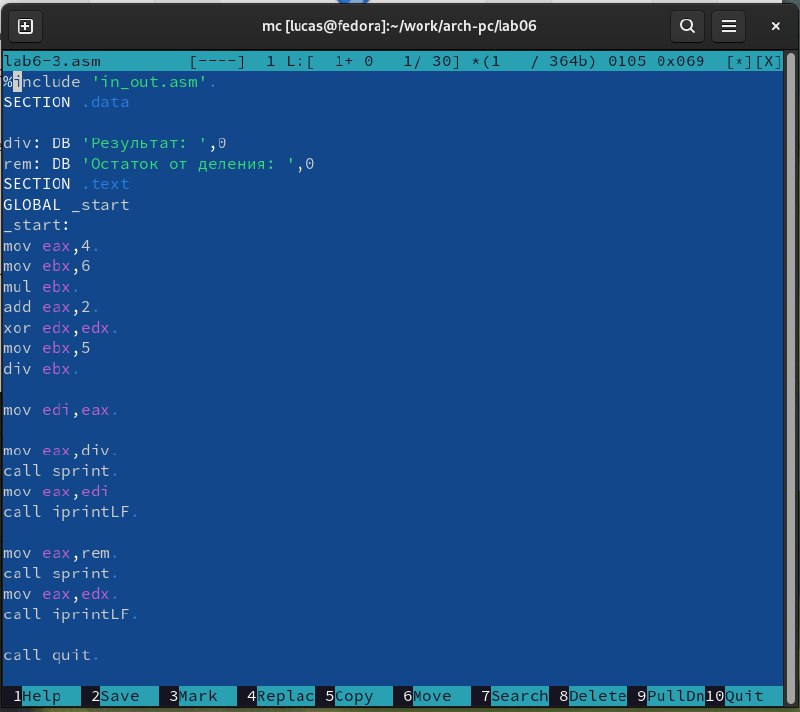 mc [lucas@fedora]:~/work/arch-pc/lab06
lab6-3.asm [----] 1 L:[ 1+ 0 1/ 30] *(1 / 364b) 0105 0x069 [*][X]
%include 'in_out.asm'.
SECTION .data
div: DB 'Результат: ',0
rem: DB 'Остаток от деления: ',0
SECTION .text
GLOBAL _start
_start:
mov eax,4.
mov ebx,6
mul ebx.
add eax,2.
xor edx,edx.
mov ebx,5
div ebx.
mov edi,eax.
mov eax,div.
call sprint.
mov eax,edi
call iprintLF.
mov eax,rem.
call sprint.
mov eax,edx.
call iprintLF.
call quit.
1Help 2Save 3Mark 4Replac 5Copy 6Move 7Search 8Delete 9PullDn 10Quit